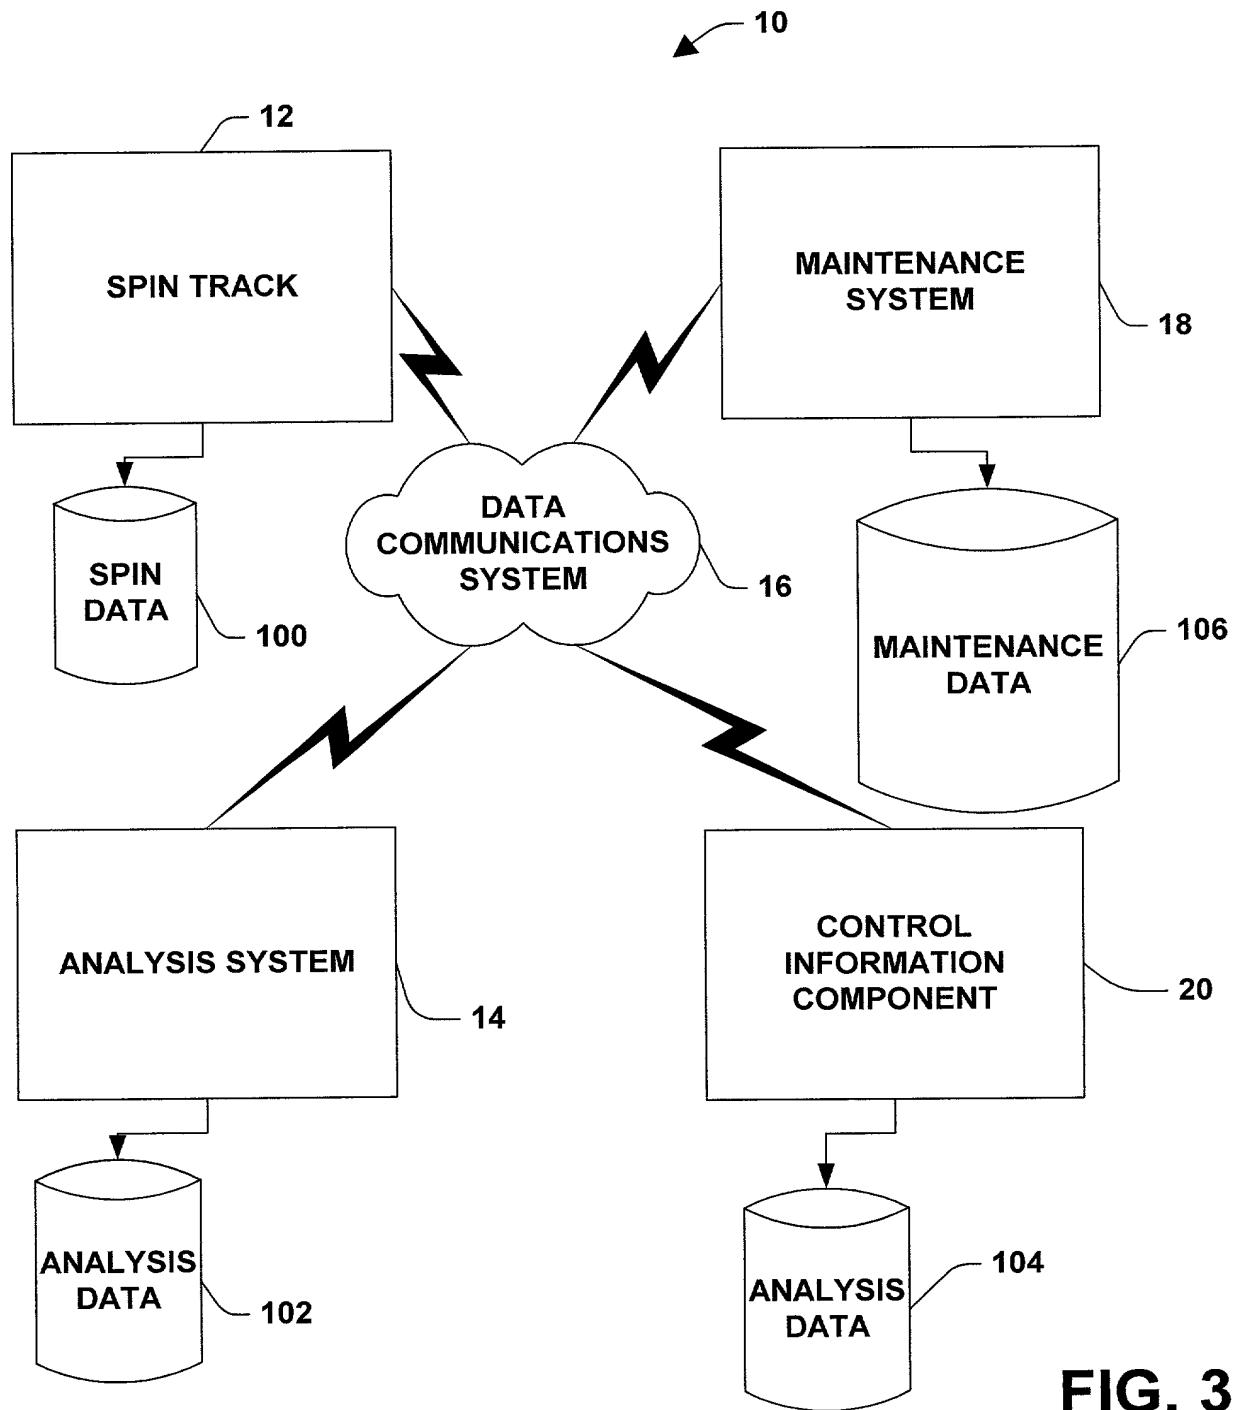 10
12
SPIN TRACK
MAINTENANCE
SYSTEM
18
DATA
COMMUNICATIONS
SYSTEM
16
SPIN
DATA
100
106
MAINTENANCE
DATA
ANALYSIS SYSTEM
14
CONTROL
INFORMATION
COMPONENT
20
ANALYSIS
DATA
102
ANALYSIS
DATA
104
FIG. 3